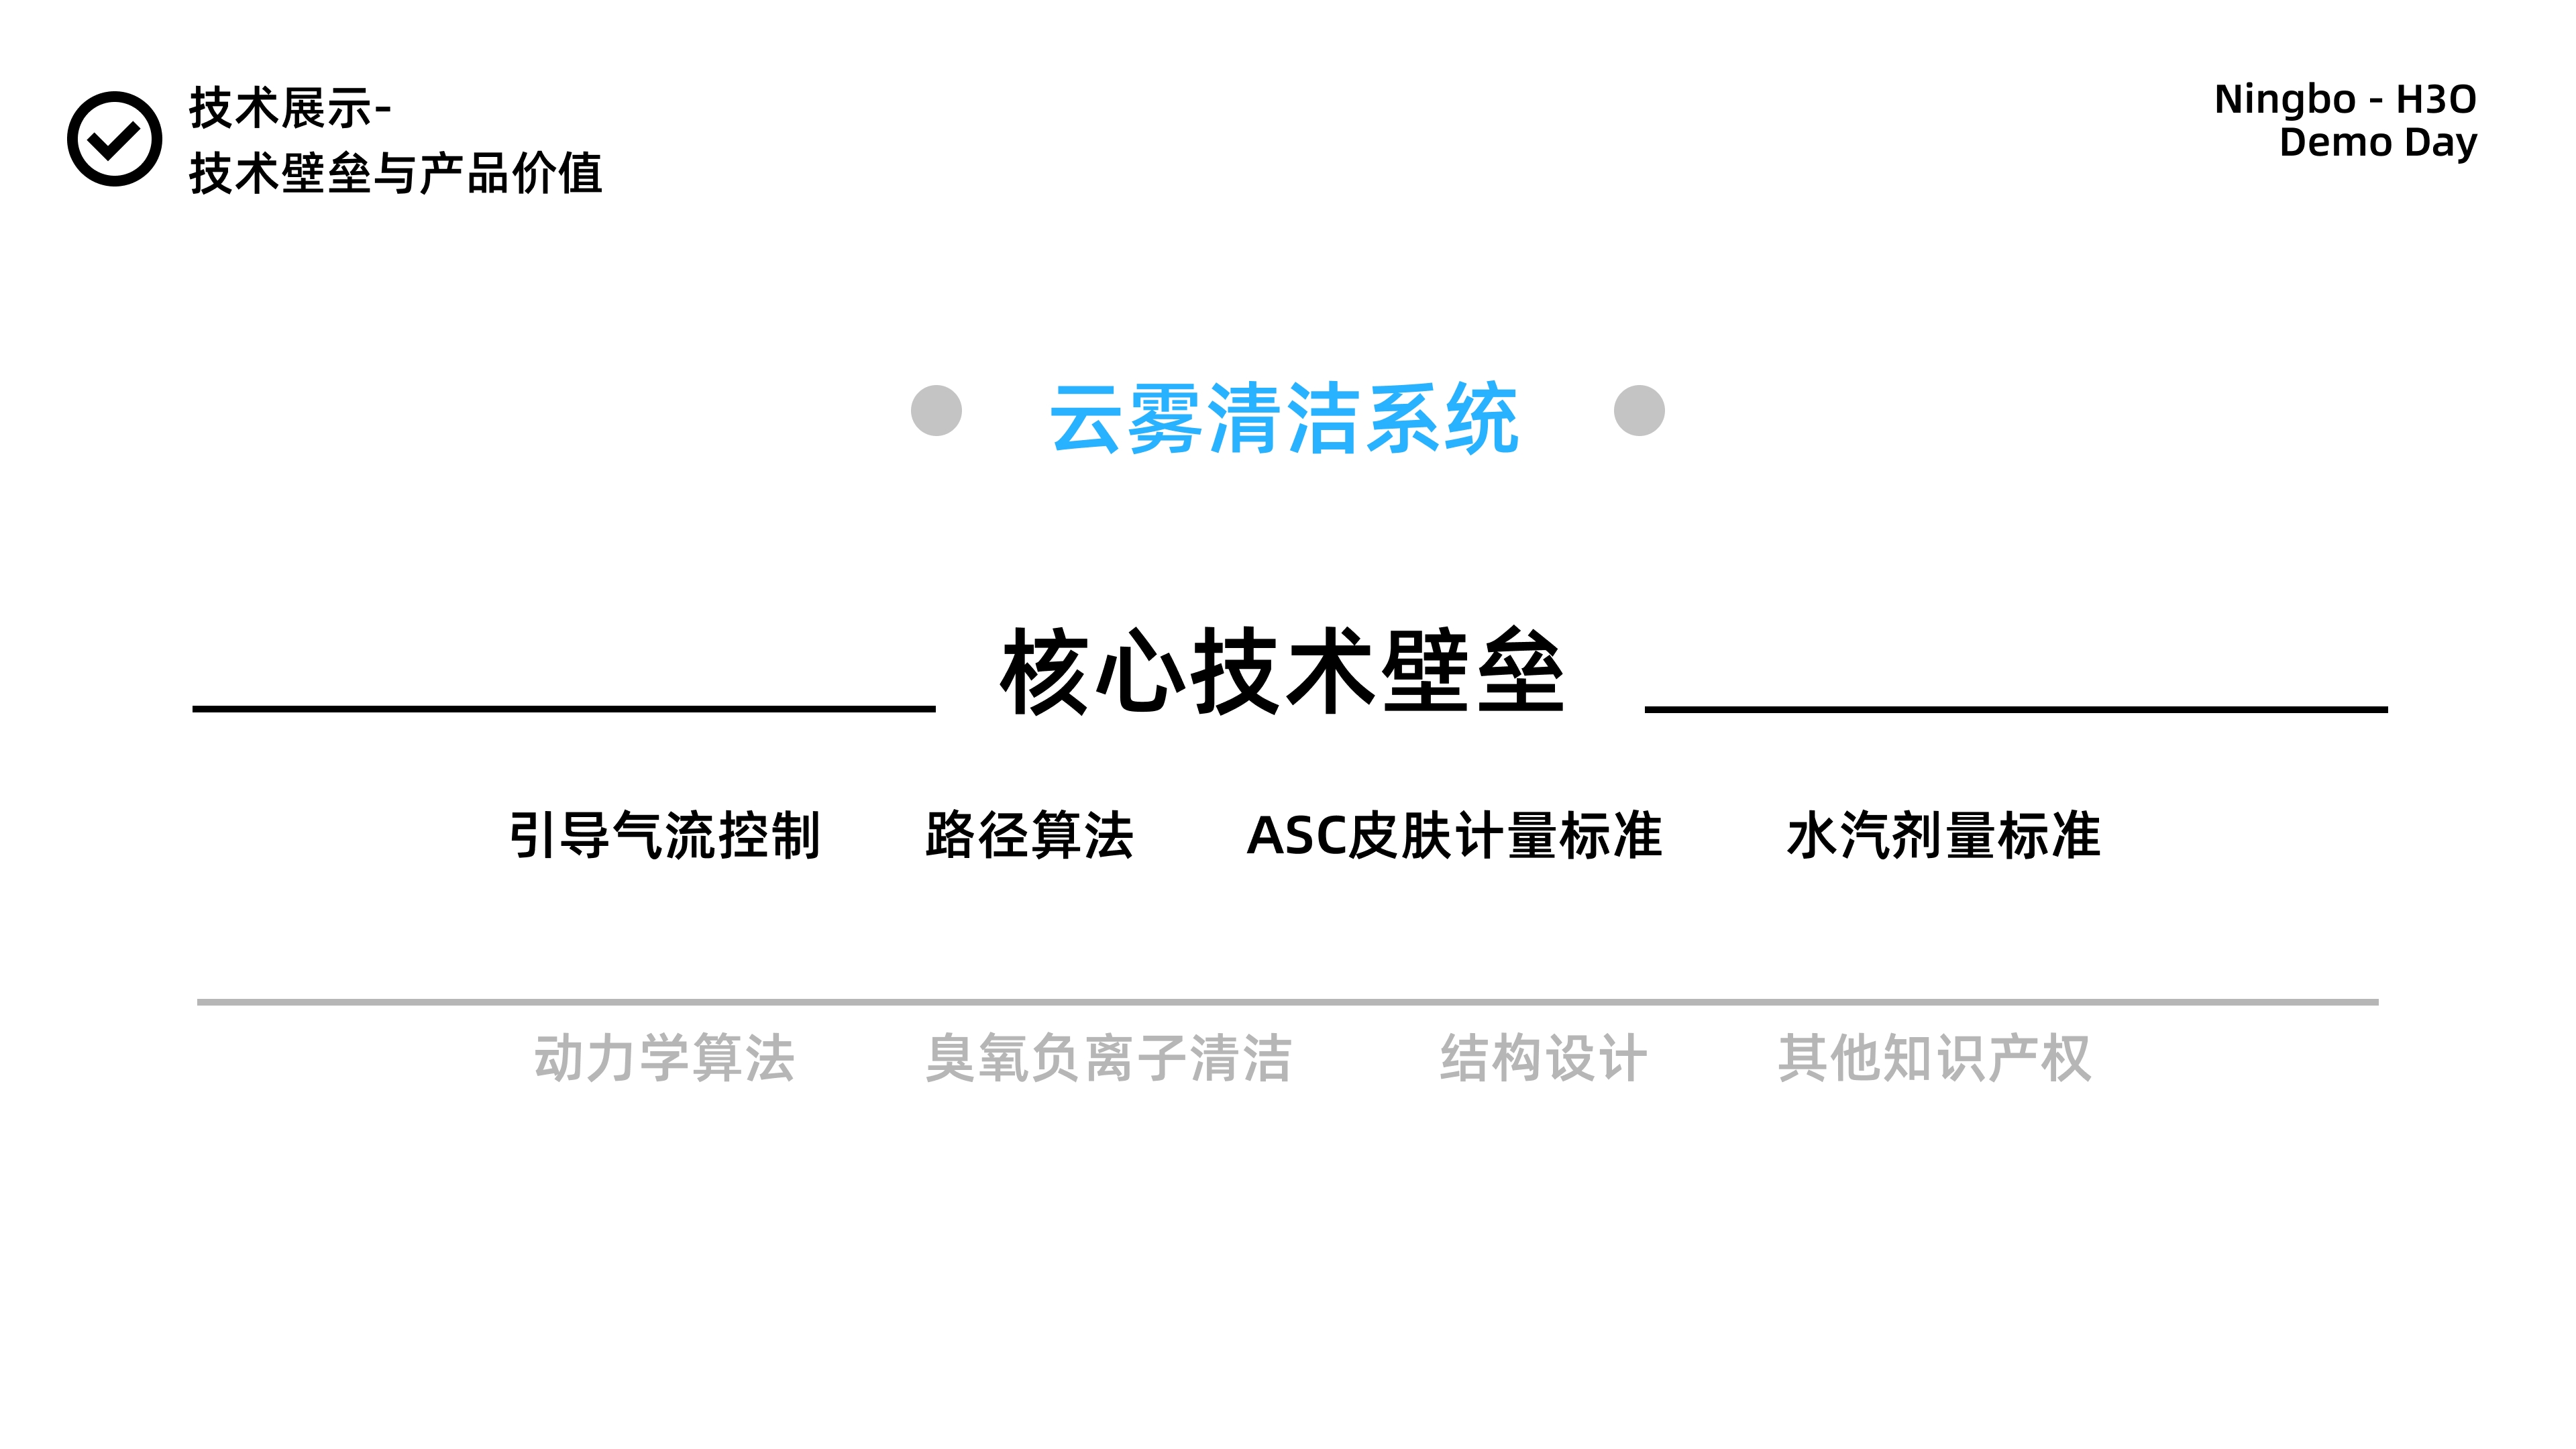 技术展示-
技术壁垒与产品价值
Ningbo - H3O
Demo Day
云雾清洁系统
核心技术壁垒
引导气流控制 路径算法 ASC皮肤计量标准 水汽剂量标准
动力学算法 臭氧负离子清洁 结构设计 其他知识产权